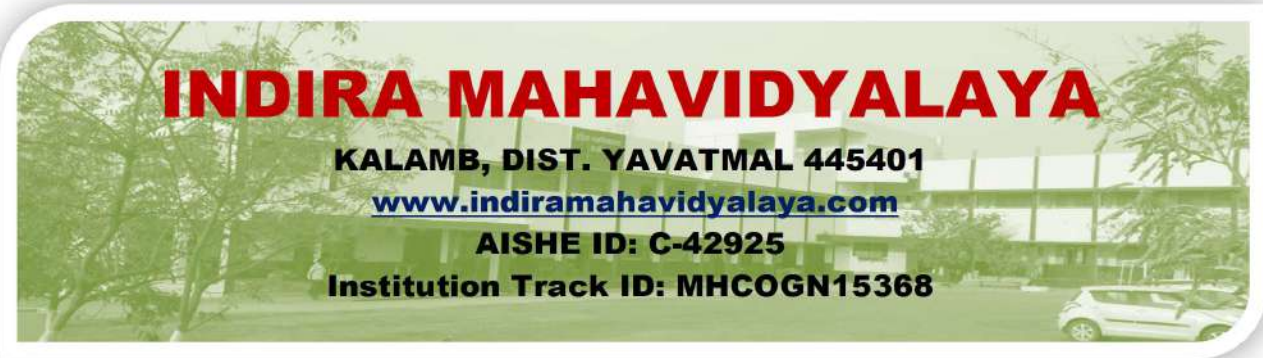 INDIRA MAHAVIDYALAYA
KALAMB, DIST. YAVATMAL 445401
www.indiramahavidyalaya.com
AISHE ID: C-42925
Institution Track ID: MHCOGN15368